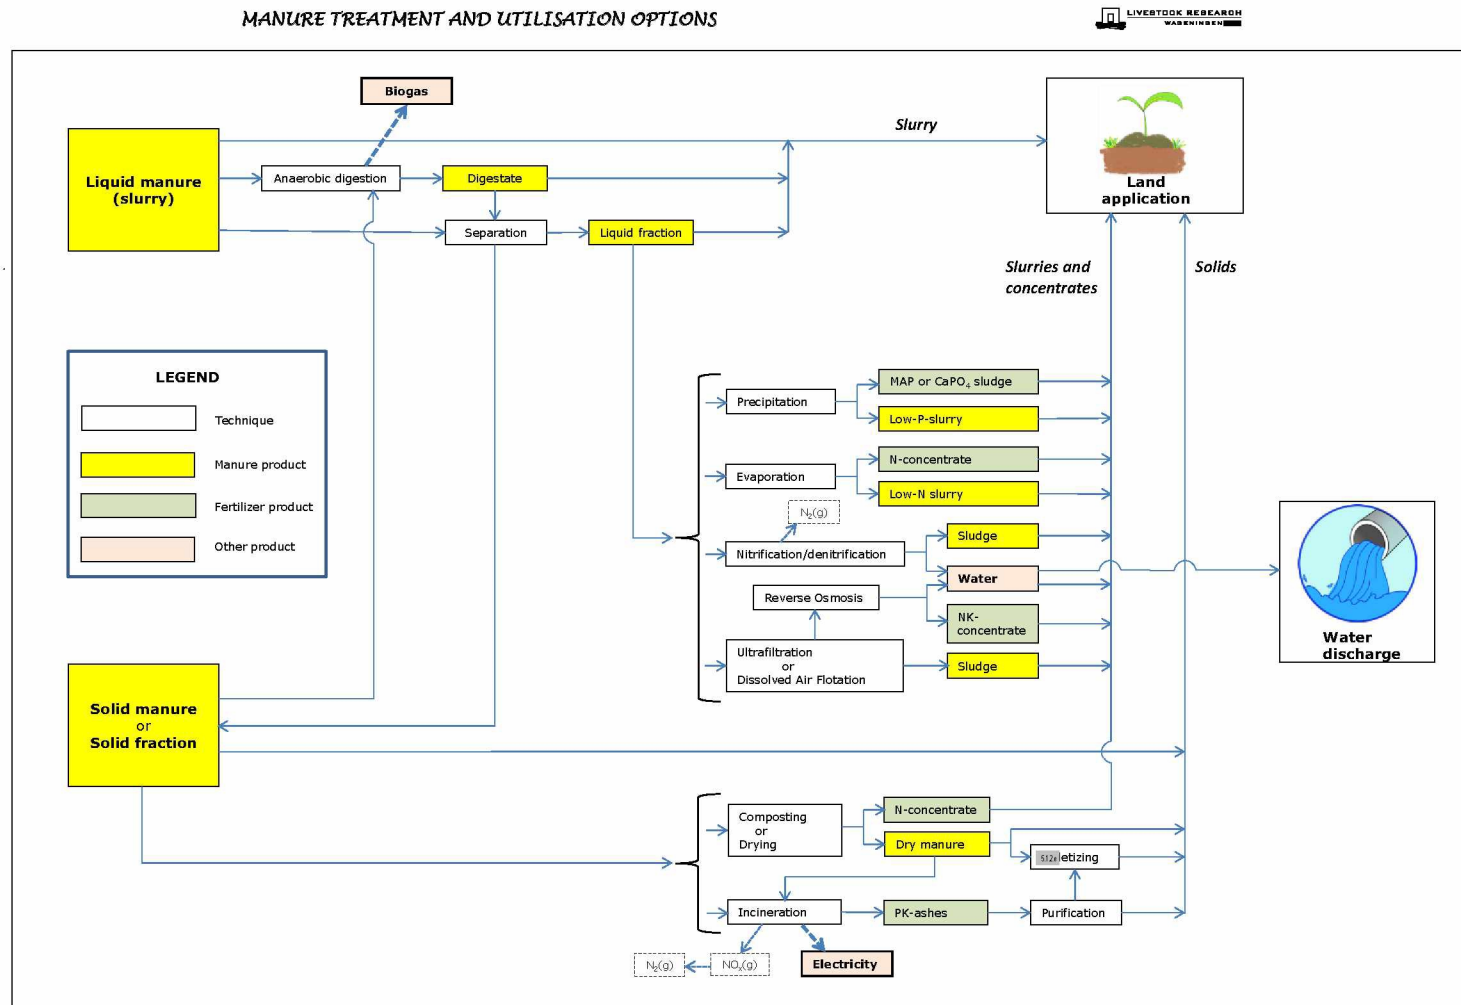 MANURE TREATMENT AND UTILISATION OPTIONS
LIVESTOCK RESEARCH
WAGENINGEN
Biogas
Slurry
Liquid manure
(slurry)
Anaerobic digestion
Digestate
Land
application
Separation
Liquid fraction
Slurries and
concentrates
Solids
LEGEND
Technique
Manure product
Fertilizer product
Other product
Precipitation
MAP or CaPO₄ sludge
Low-P-slurry
Evaporation
N-concentrate
Low-N slurry
N₂(g)
Nitrification/denitrification
Sludge
Water
Reverse Osmosis
NK-
concentrate
Ultrafiltration
or
Dissolved Air Flotation
Sludge
Water
discharge
Solid manure
or
Solid fraction
Composting
or
Drying
N-concentrate
Dry manure
letizing
Incineration
PK-ashes
Purification
N₂(g)
NOₓ(g)
Electricity